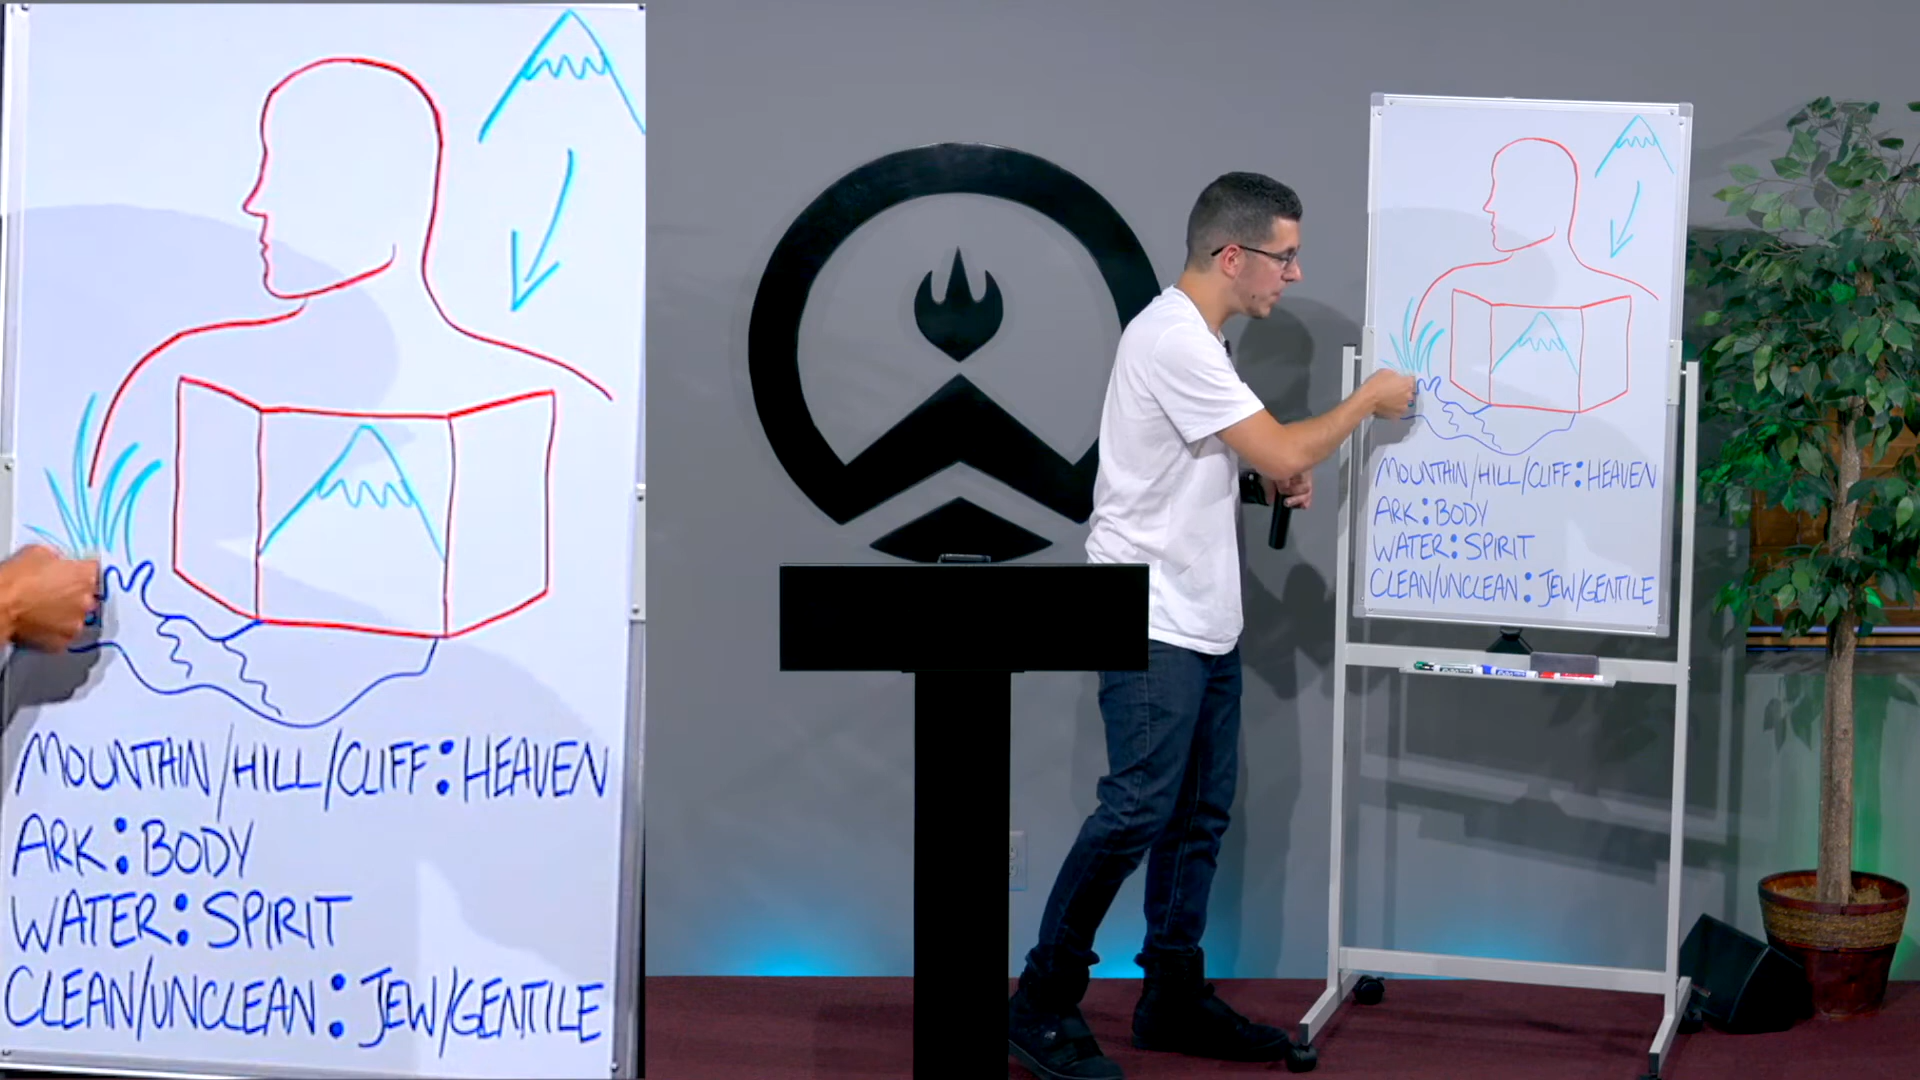 MOUNTAIN/HILL/CLIFF:HEAVEN
ARK:BODY
WATER:SPIRIT
CLEAN/UNCLEAN:JEW/GENTILE
MOUNTAIN/HILL/CLIFF:HEAVEN
ARK:BODY
WATER:SPIRIT
CLEAN/UNCLEAN:JEW/GENTILE